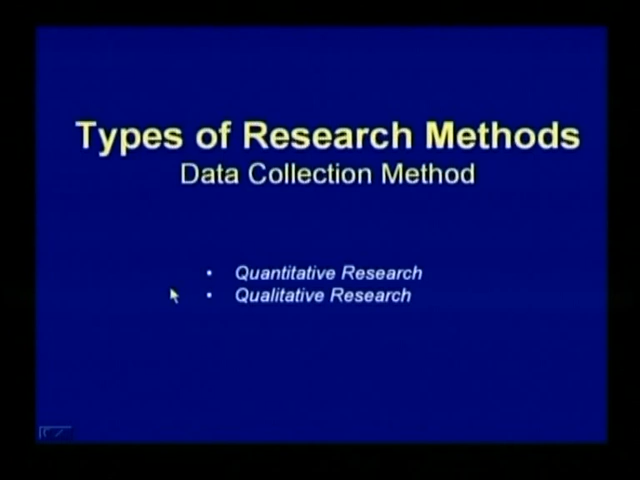 Types of Research Methods
Data Collection Method
• Quantitative Research
• Qualitative Research